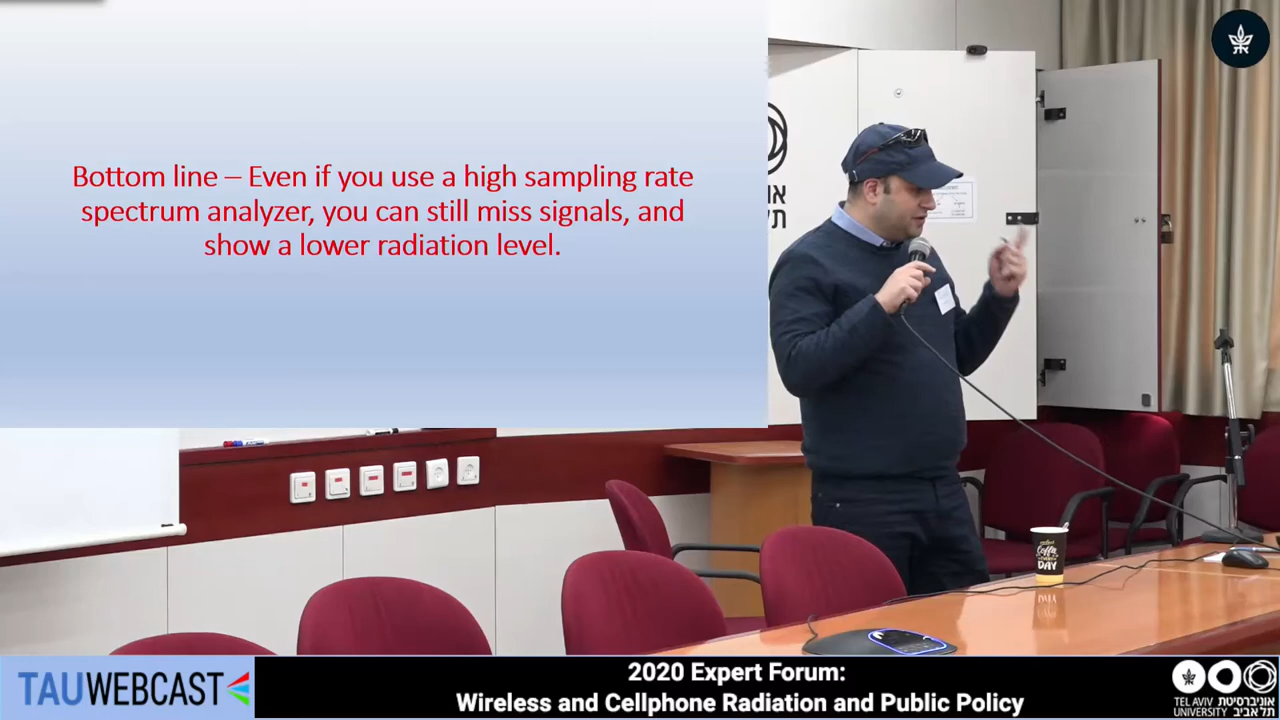 Bottom line – Even if you use a high sampling rate
spectrum analyzer, you can still miss signals, and
show a lower radiation level.
DAY
TAUWEBCAST
2020 Expert Forum:
Wireless and Cellphone Radiation and Public Policy
TEL AVIV אוניברסיטת
UNIVERSITY תל אביב